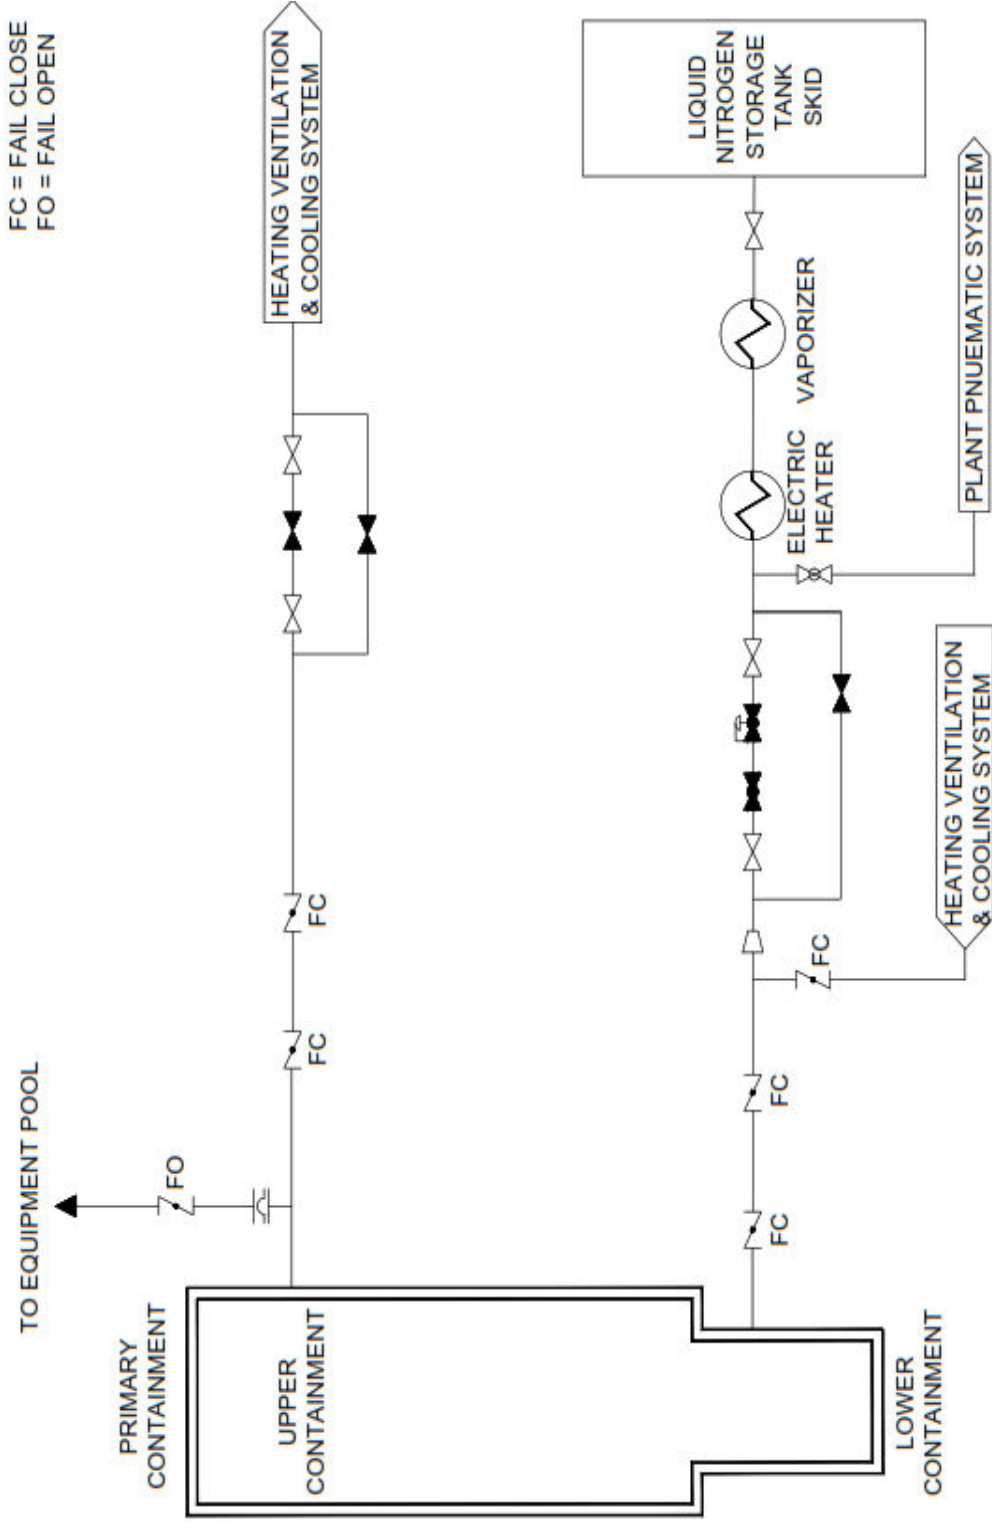 FC = FAIL CLOSE
FO = FAIL OPEN
TO EQUIPMENT POOL
FO
PRIMARY
CONTAINMENT
UPPER
CONTAINMENT
FC
FC
HEATING VENTILATION
& COOLING SYSTEM
LIQUID
NITROGEN
STORAGE
TANK
SKID
VAPORIZER
ELECTRIC
HEATER
PLANT PNUEMATIC SYSTEM
FC
FC
FC
HEATING VENTILATION
& COOLING SYSTEM
LOWER
CONTAINMENT